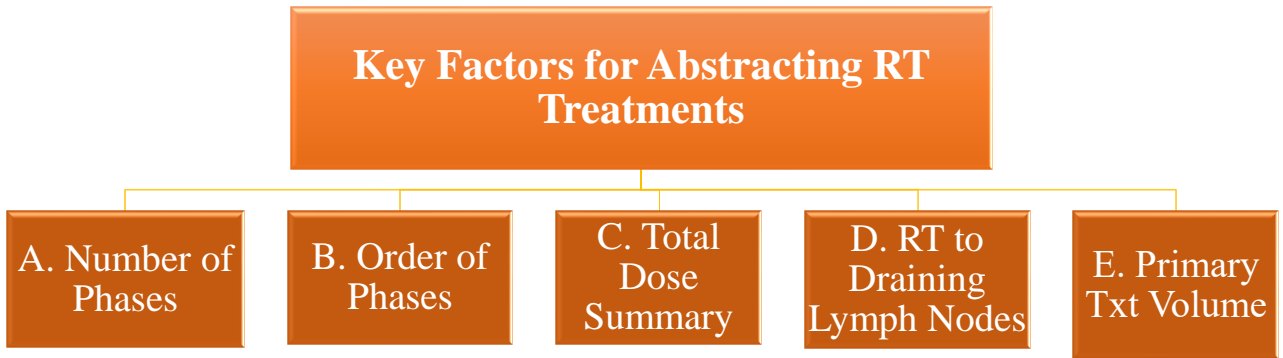 Key Factors for Abstracting RT
Treatments
A. Number of
Phases
B. Order of
Phases
C. Total
Dose
Summary
D. RT to
Draining
Lymph Nodes
E. Primary
Txt Volume